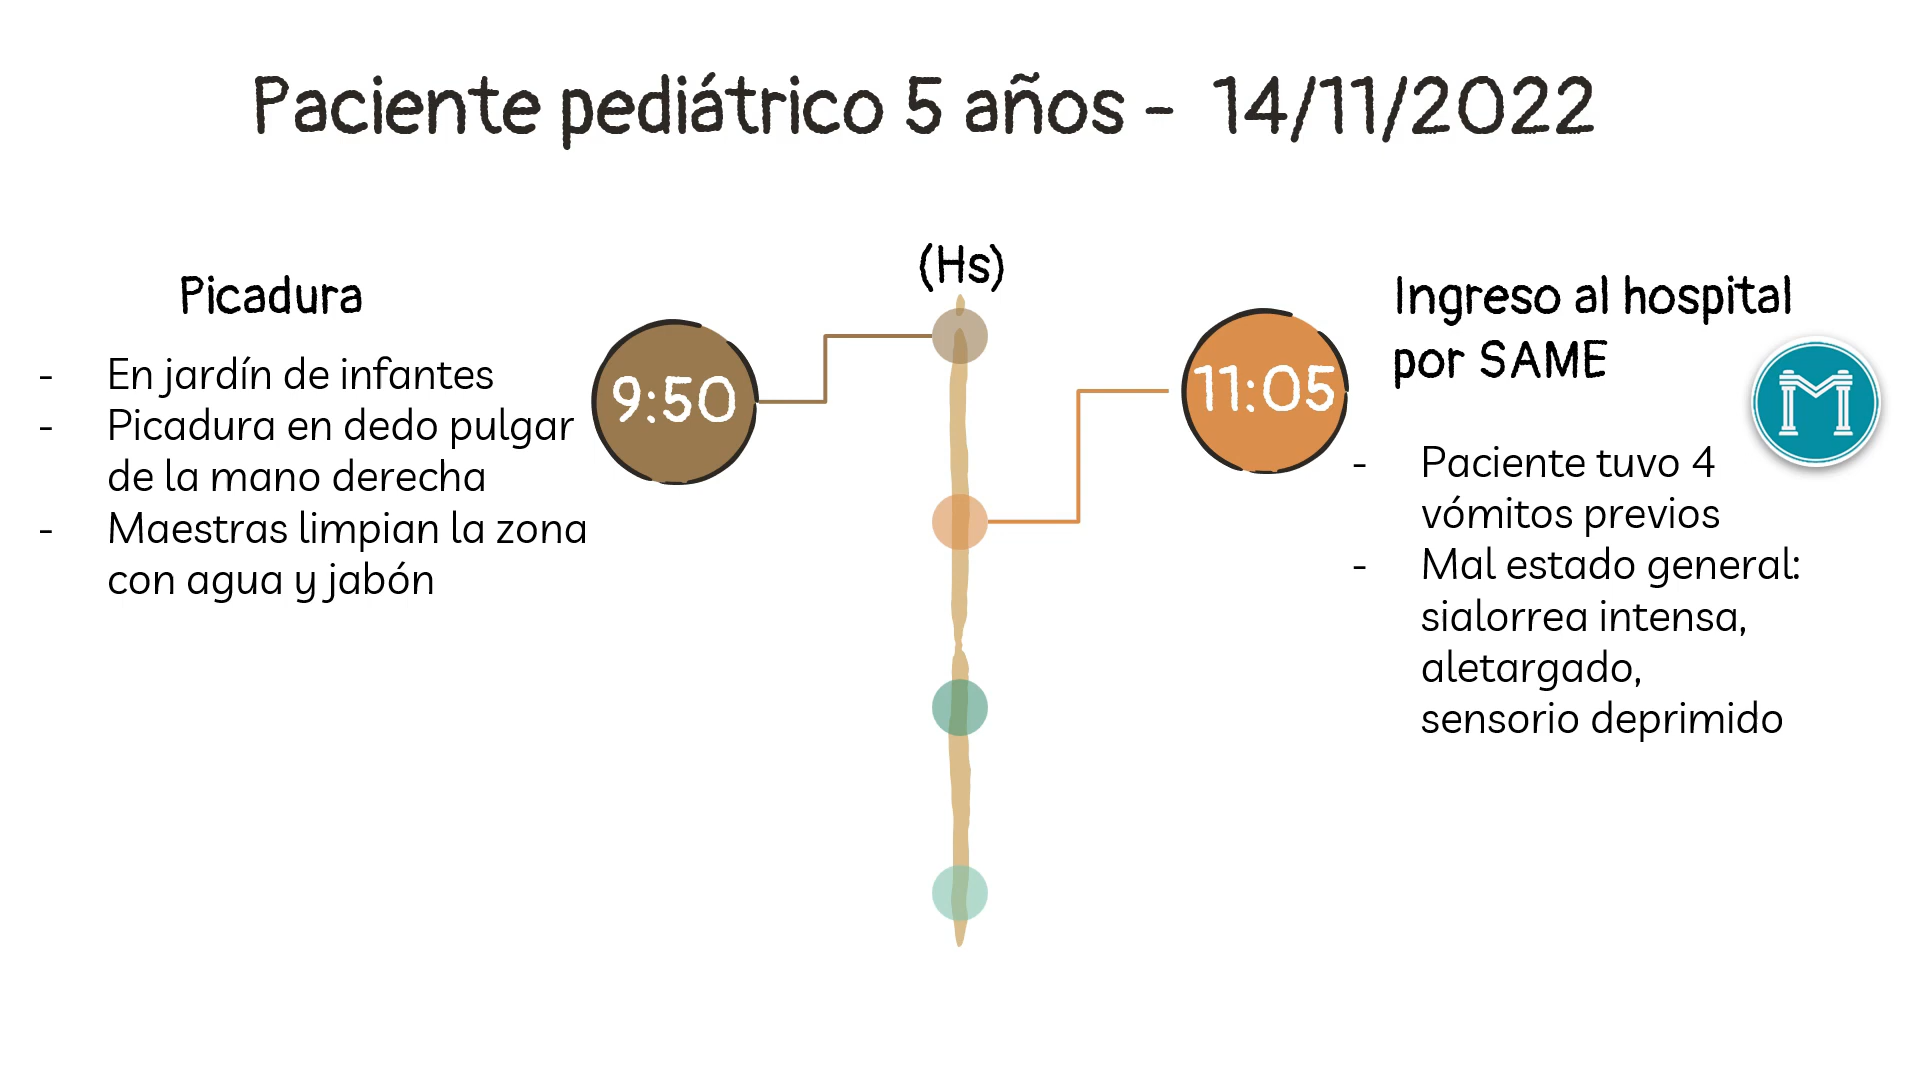 Paciente pediátrico 5 años - 14/11/2022
(Hs)
Picadura
- En jardín de infantes
- Picadura en dedo pulgar
de la mano derecha
- Maestras limpian la zona
con agua y jabón
9:50
11:05
Ingreso al hospital
por SAME
M
- Paciente tuvo 4
vómitos previos
- Mal estado general:
sialorrea intensa,
aletargado,
sensorio deprimido